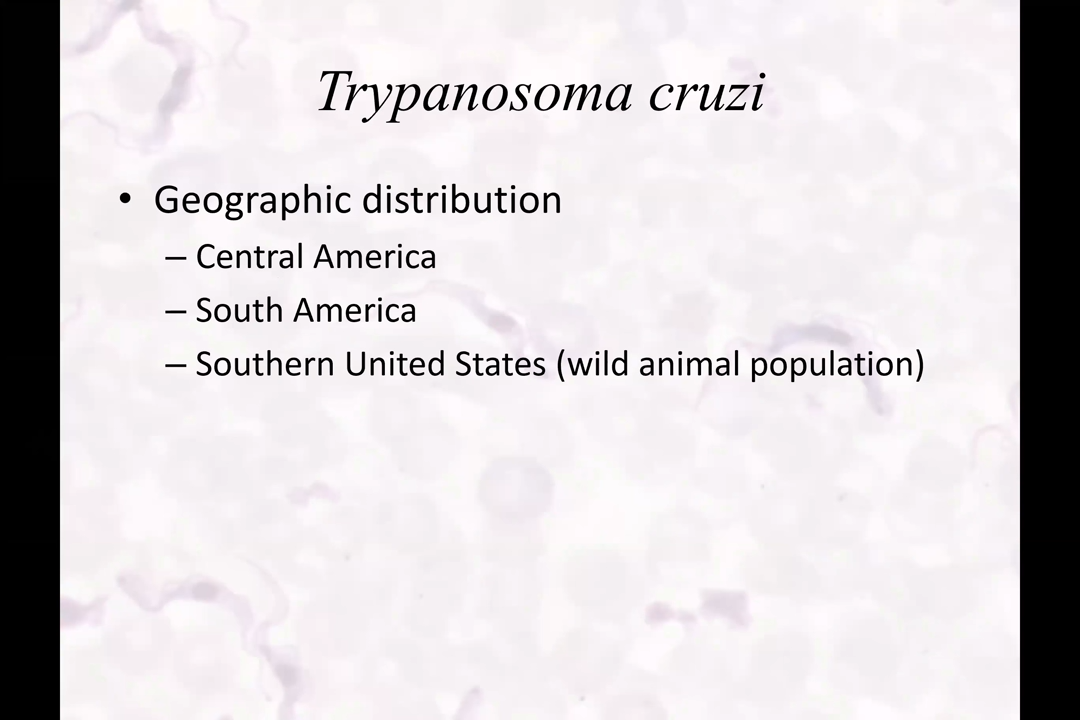 Trypanosoma cruzi
• Geographic distribution
– Central America
– South America
– Southern United States (wild animal population)